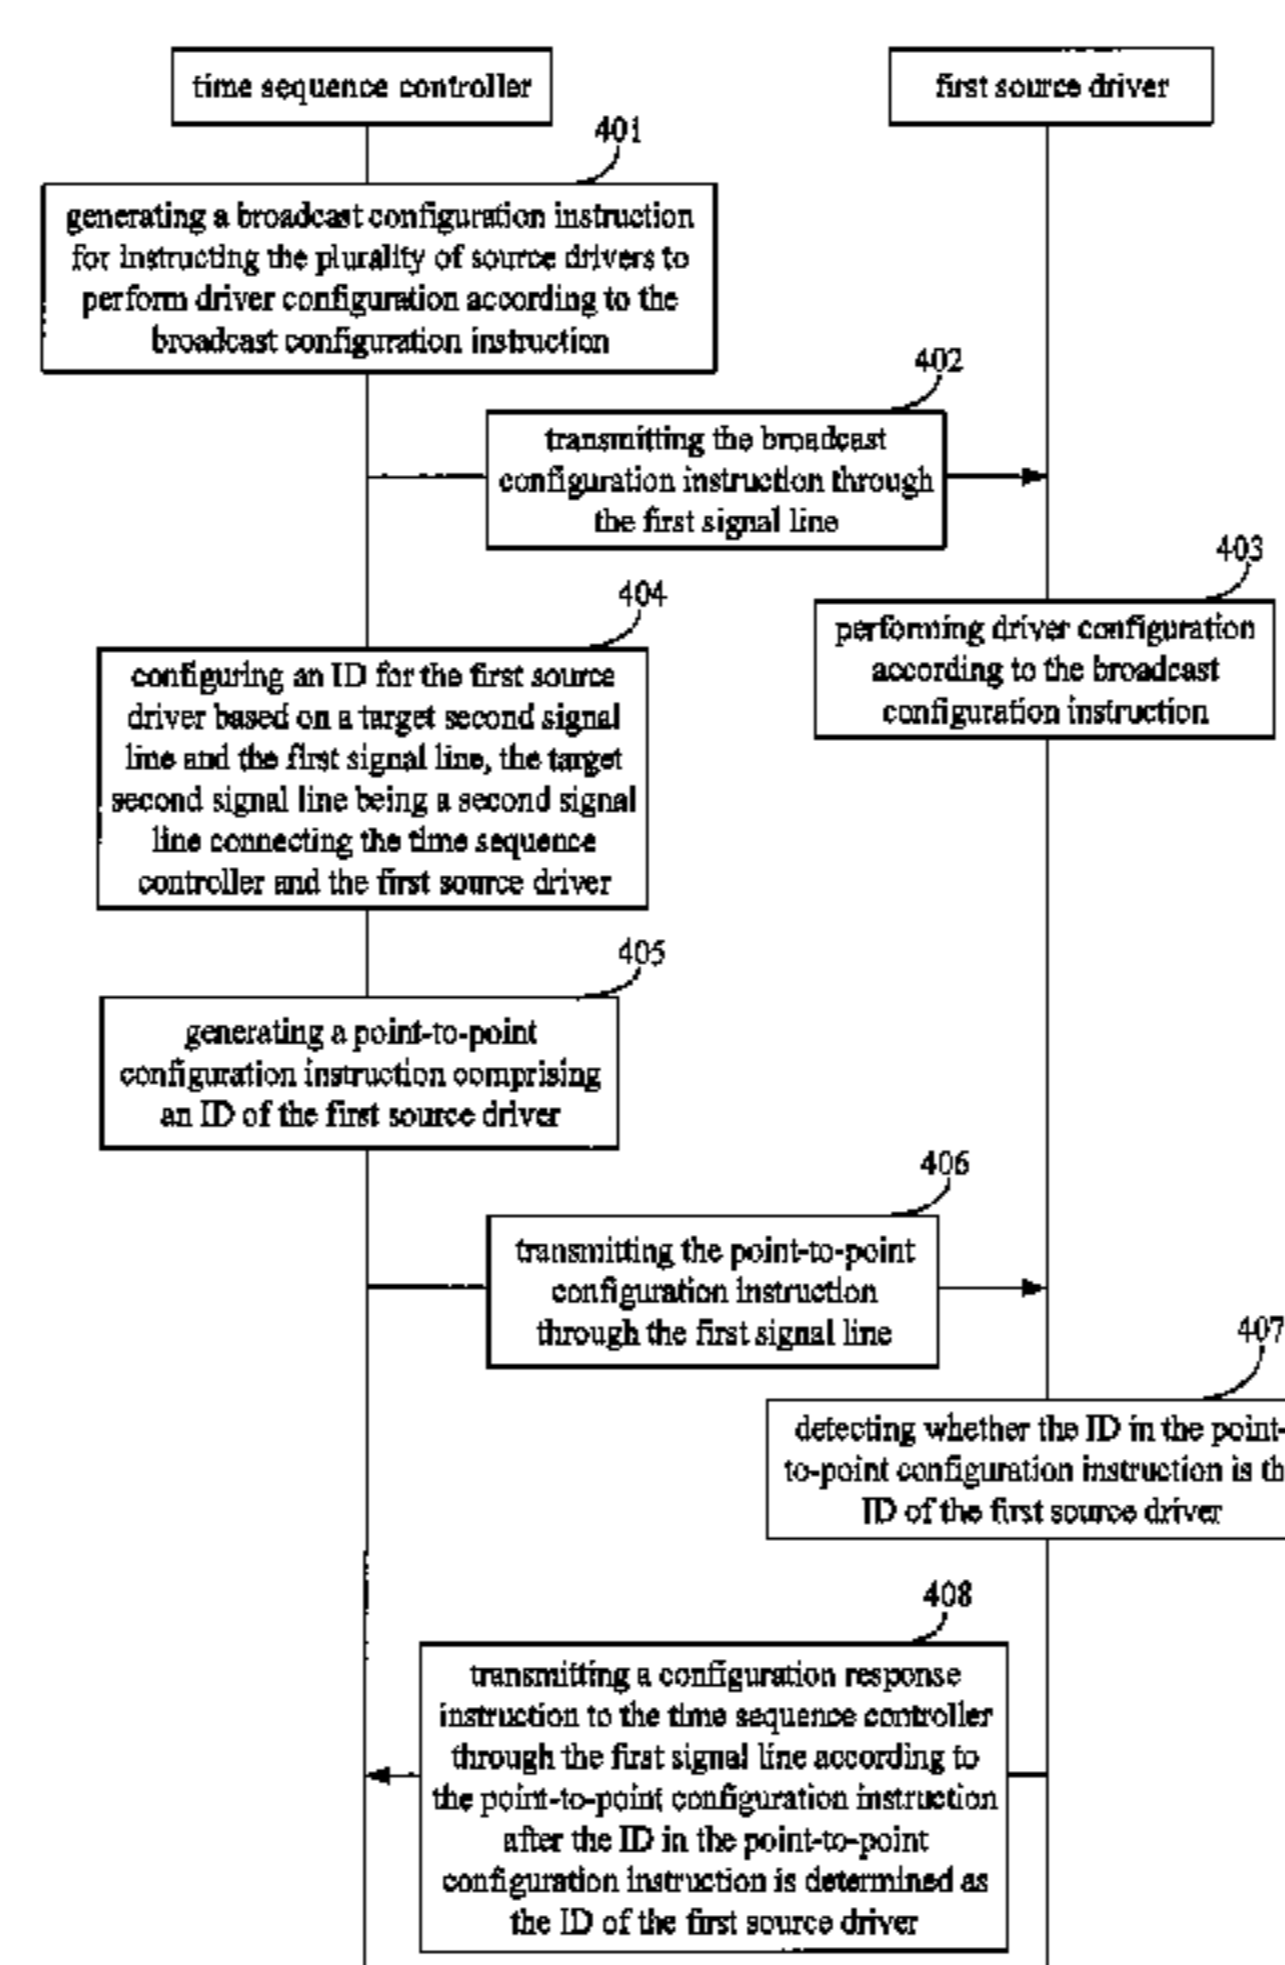 time sequence controller
first source driver
401
generating a broadcast configuration instruction
for instructing the plurality of source drivers to
perform driver configuration according to the
broadcast configuration instruction
402
transmitting the broadcast
configuration instruction through
the first signal line
403
performing driver configuration
according to the broadcast
configuration instruction
404
configuring an ID for the first source
driver based on a target second signal
line and the first signal line, the target
second signal line being a second signal
line connecting the time sequence
controller and the first source driver
405
generating a point-to-point
configuration instruction comprising
an ID of the first source driver
406
transmitting the point-to-point
configuration instruction
through the first signal line
407
detecting whether the ID in the point-
to-point configuration instruction is th
ID of the first source driver
408
transmitting a configuration response
instruction to the time sequence controller
through the first signal line according to
the point-to-point configuration instruction
after the ID in the point-to-point
configuration instruction is determined as
the ID of the first source driver